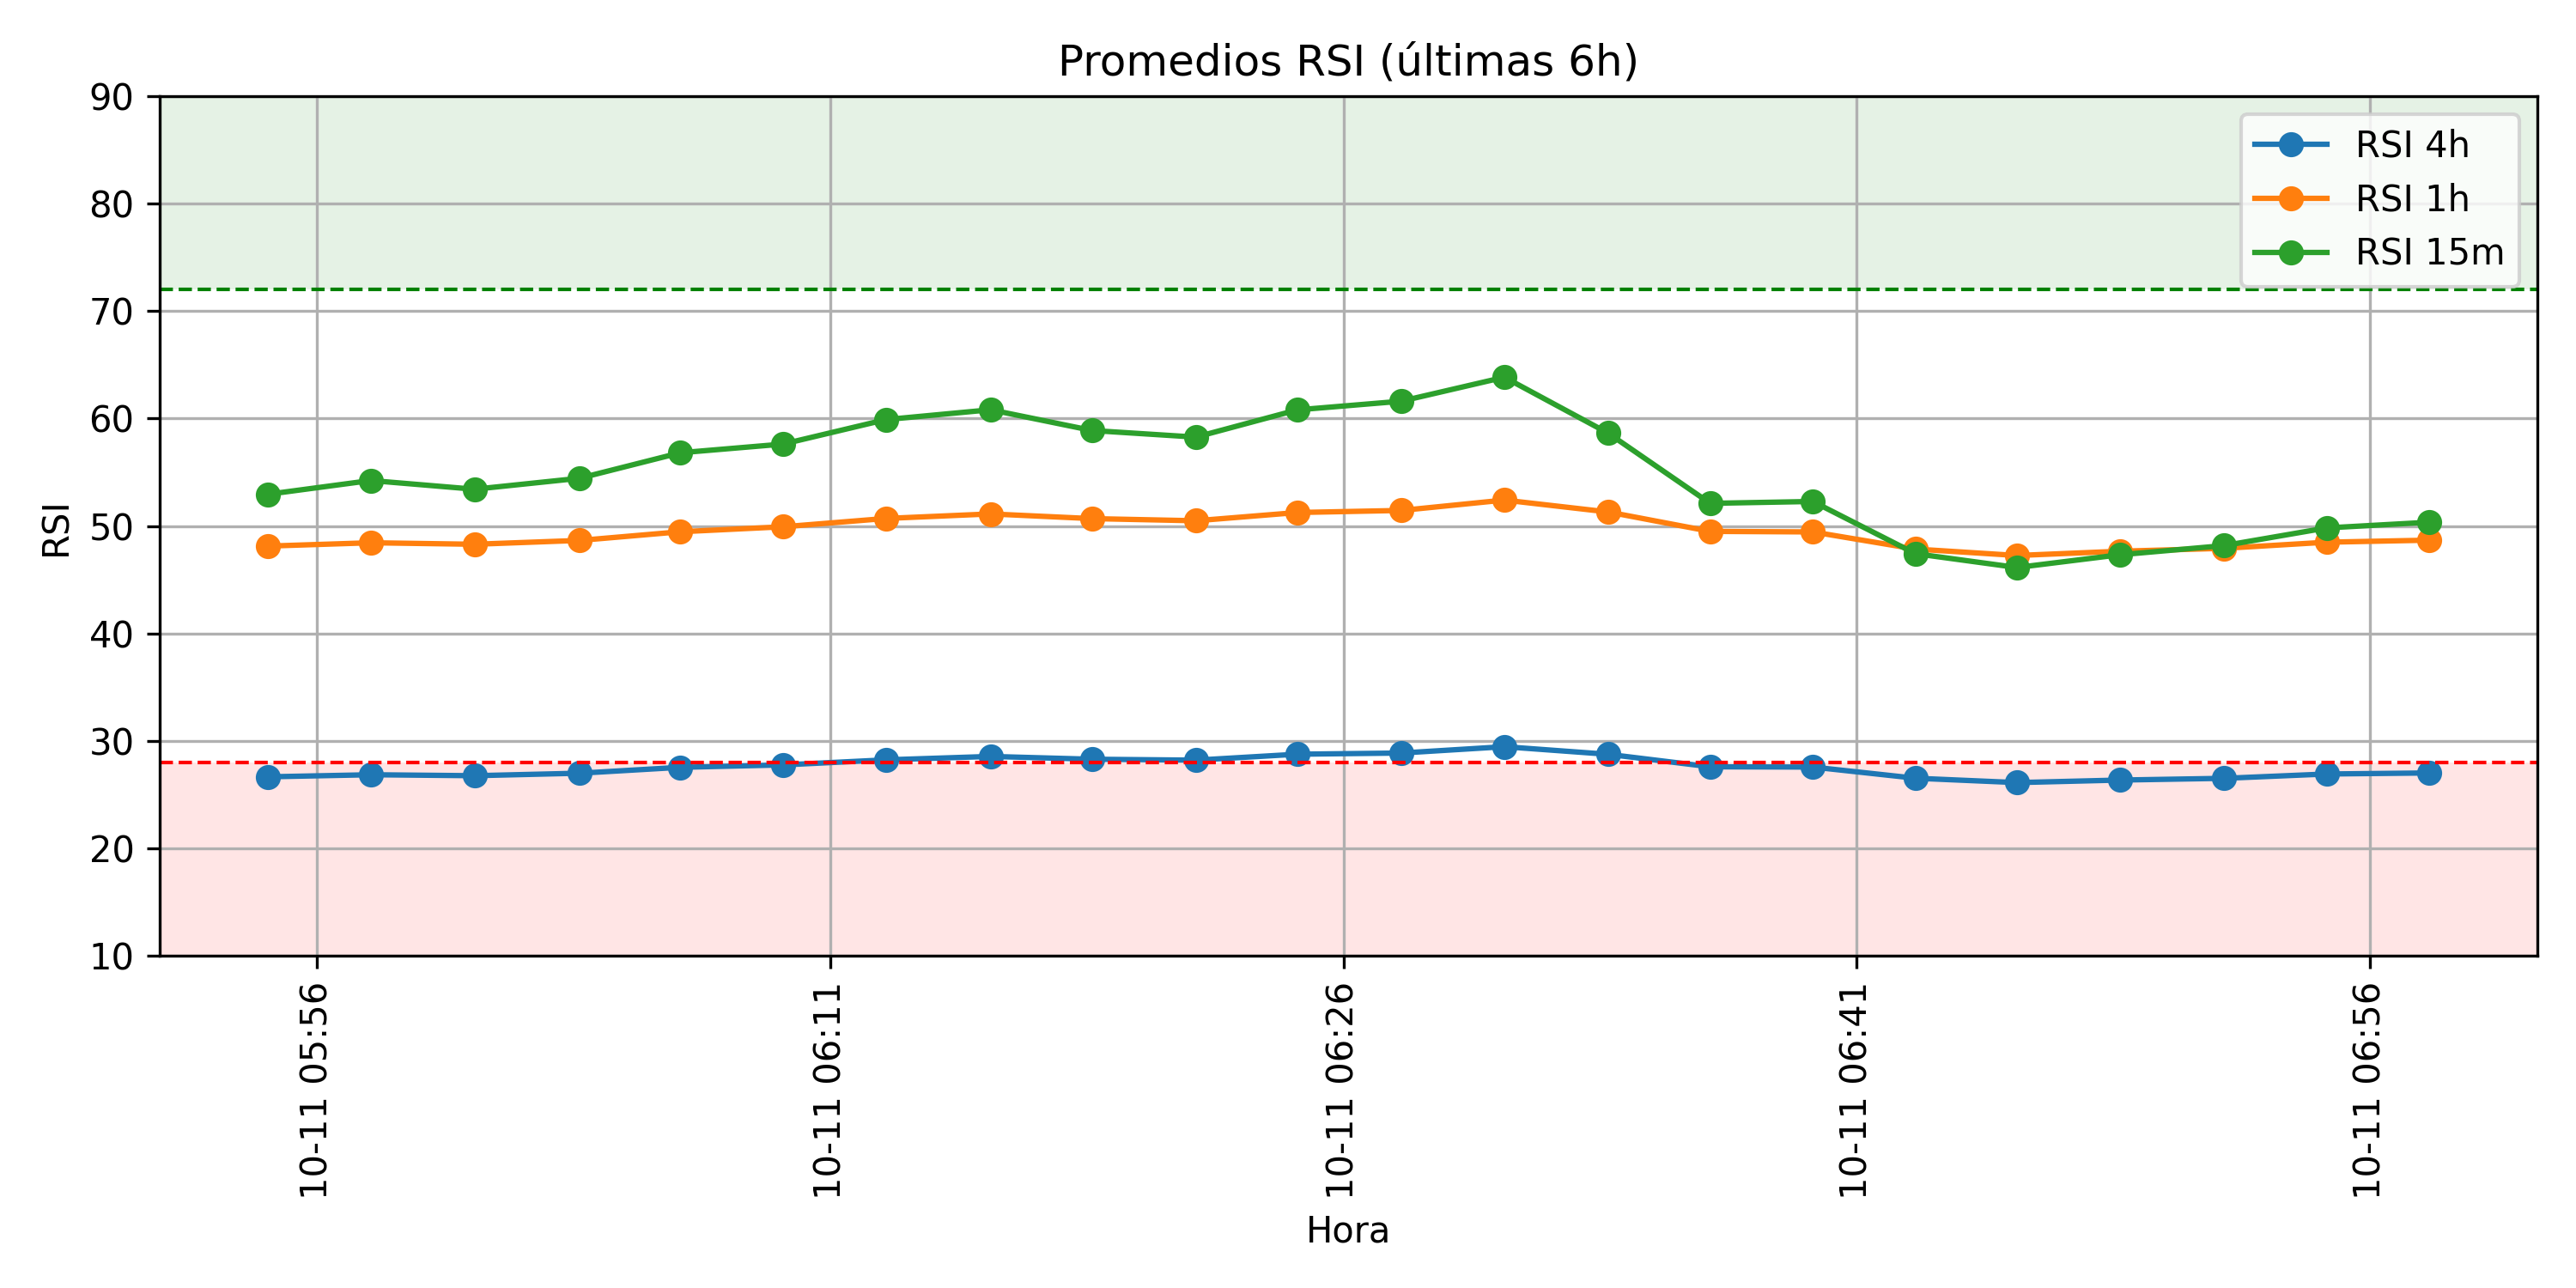 Promedios RSI (últimas 6h)
90
80
70
60
50
40
30
20
10
RSI
RSI 4h
RSI 1h
RSI 15m
10-11 05:56
10-11 06:11
10-11 06:26
10-11 06:41
10-11 06:56
Hora